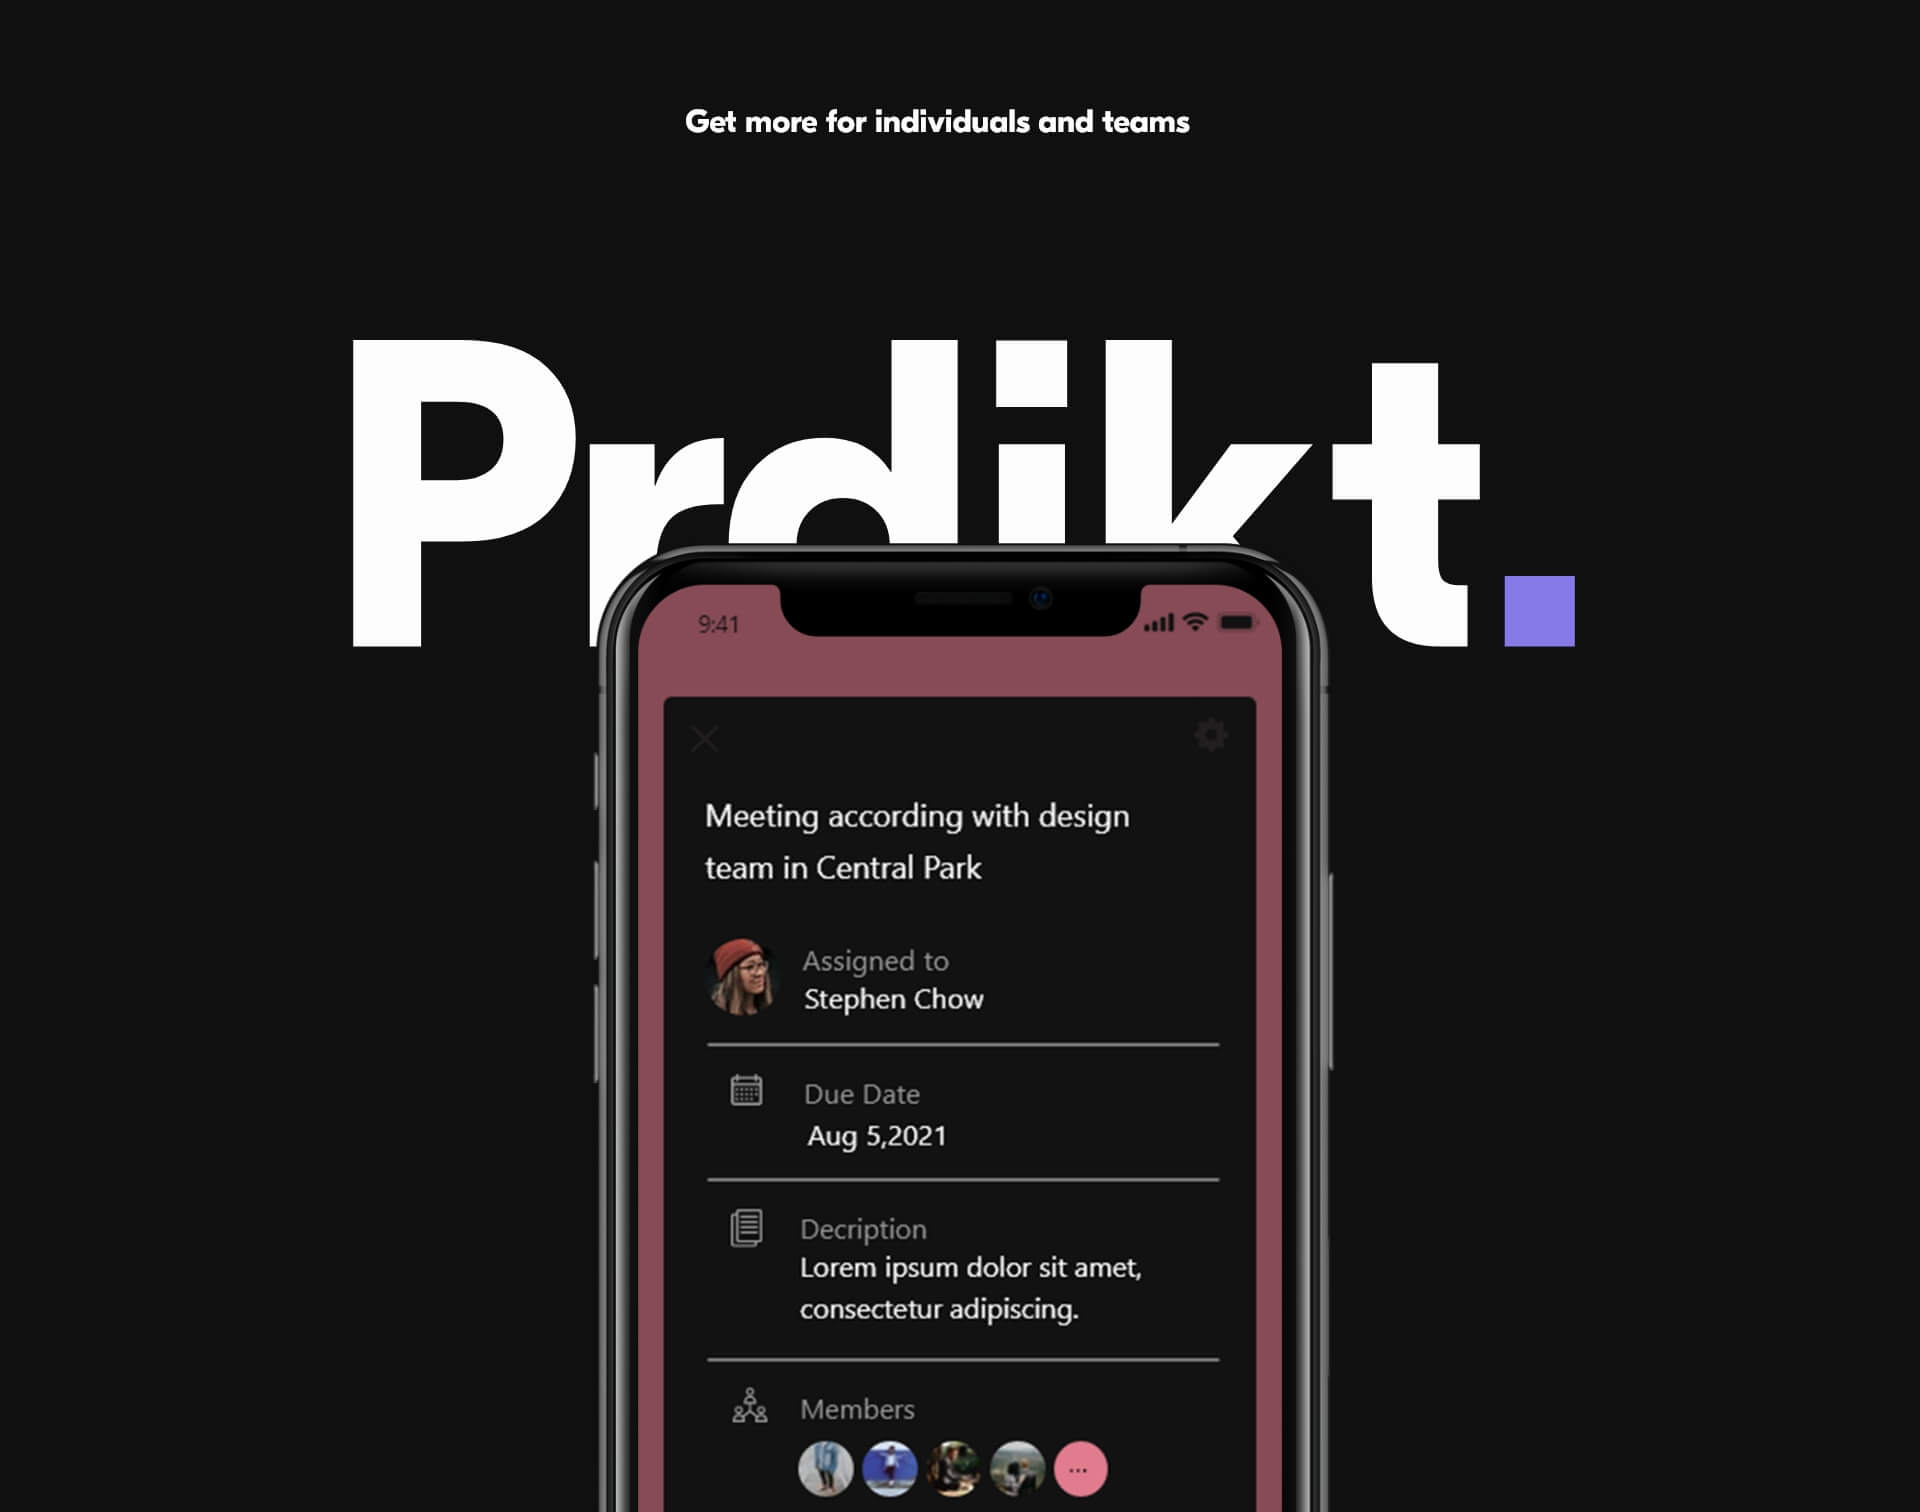 Get more for individuals and teams
Prdikt.
9:41
Meeting according with design
team in Central Park
Assigned to
Stephen Chow
Due Date
Aug 5,2021
Decription
Lorem ipsum dolor sit amet,
consectetur adipiscing.
Members
...